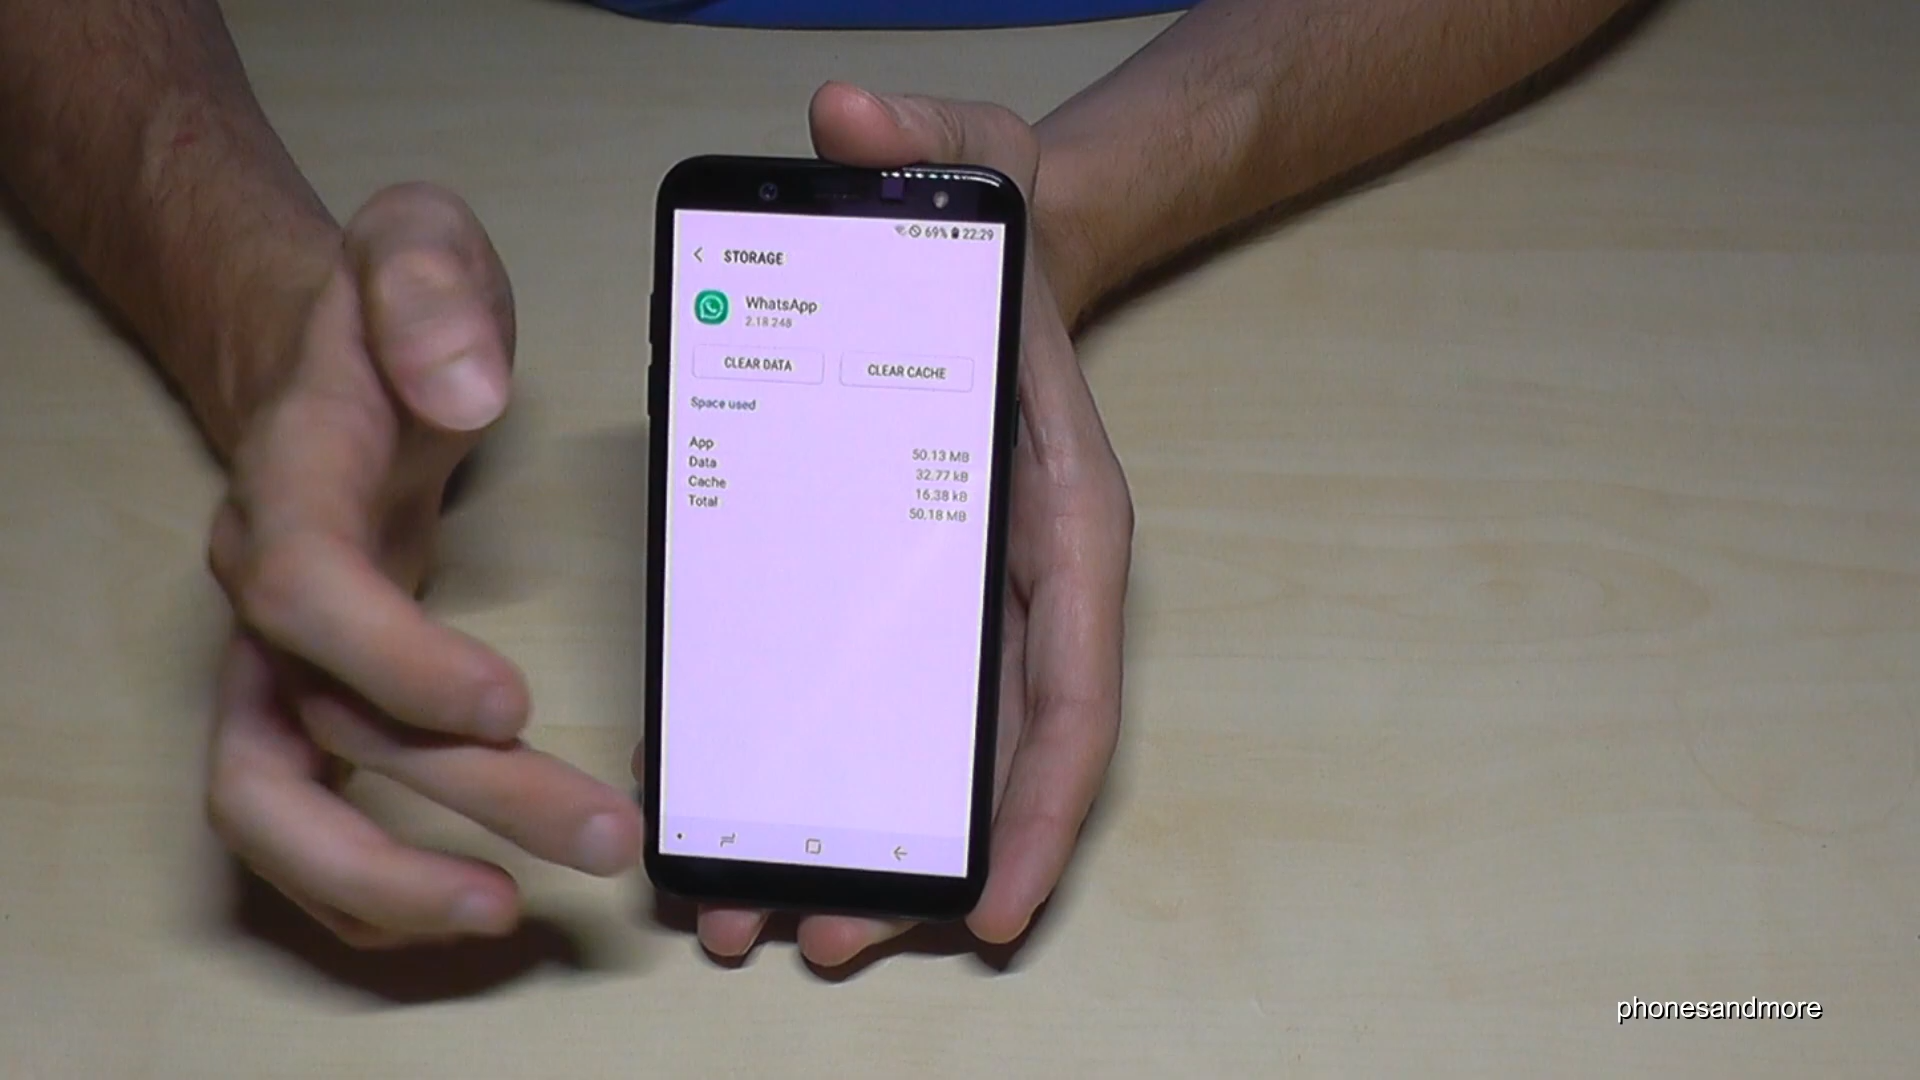 69% 22:29
STORAGE
WhatsApp
2.18.248
CLEAR DATA
CLEAR CACHE
Space used
App 50.13 MB
Data 32.77 kB
Cache 16.38 kB
Total 50.18 MB
phonesandmore